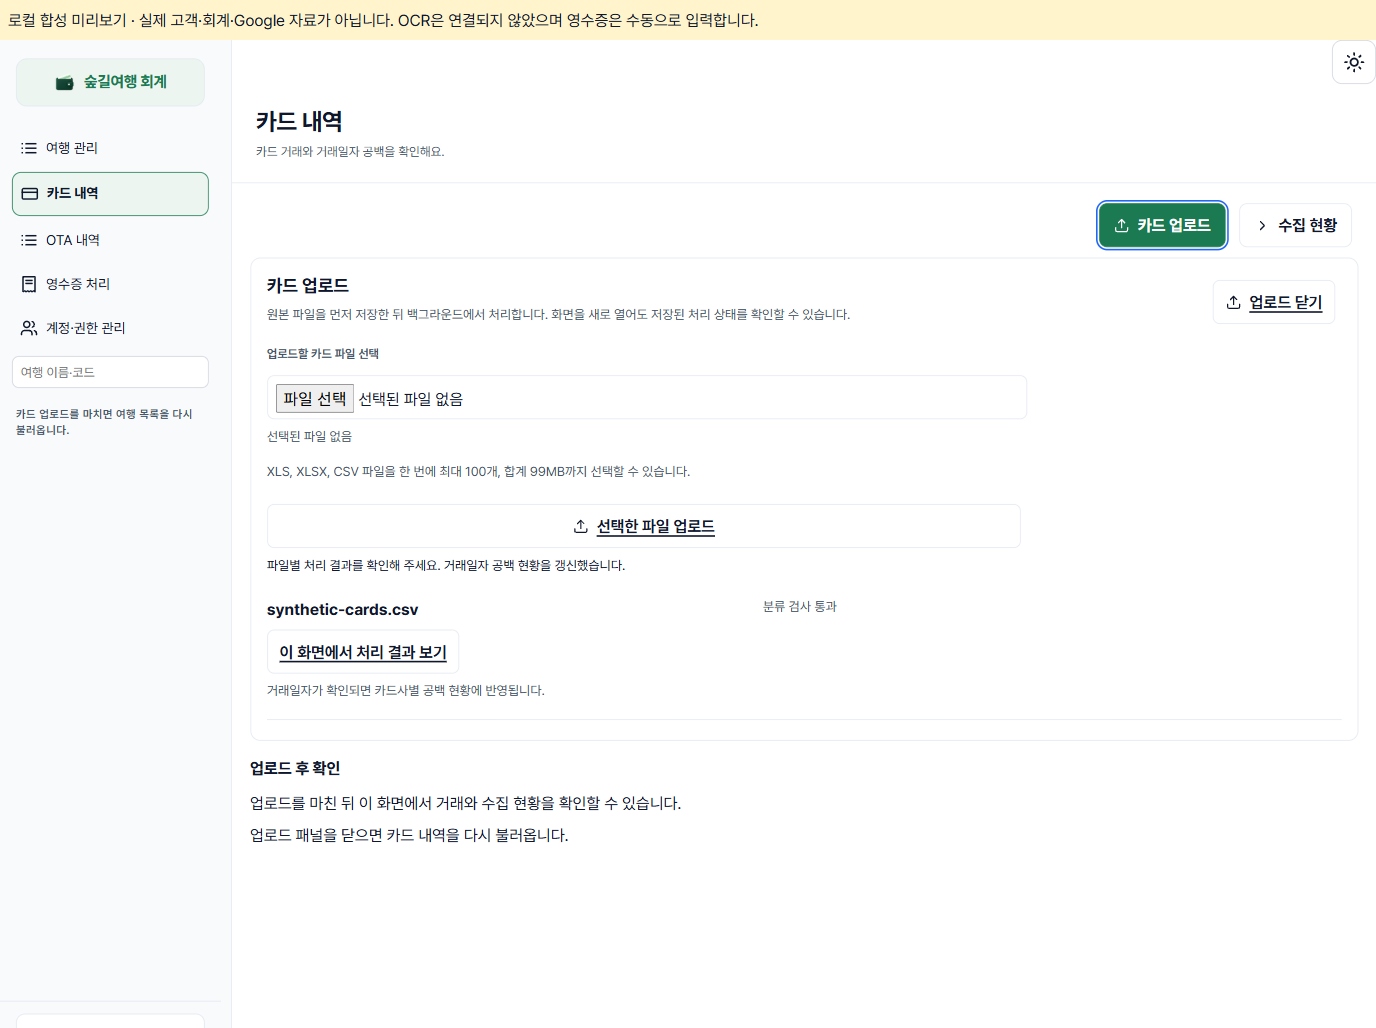 로컬 합성 미리보기 · 실제 고객·회계·Google 자료가 아닙니다. OCR은 연결되지 않았으며 영수증은 수동으로 입력합니다.
숲길여행 회계
여행 관리
카드 내역
OTA 내역
영수증 처리
계정·권한 관리
여행 이름·코드
카드 업로드를 마치면 여행 목록을 다시
불러옵니다.
카드 내역
카드 거래와 거래일자 공백을 확인해요.
카드 업로드
수집 현황
카드 업로드
원본 파일을 먼저 저장한 뒤 백그라운드에서 처리합니다. 화면을 새로 열어도 저장된 처리 상태를 확인할 수 있습니다.
업로드 닫기
업로드할 카드 파일 선택
파일 선택 선택된 파일 없음
선택된 파일 없음
XLS, XLSX, CSV 파일을 한 번에 최대 100개, 합계 99MB까지 선택할 수 있습니다.
선택한 파일 업로드
파일별 처리 결과를 확인해 주세요. 거래일자 공백 현황을 갱신했습니다.
synthetic-cards.csv
분류 검사 통과
이 화면에서 처리 결과 보기
거래일자가 확인되면 카드사별 공백 현황에 반영됩니다.
업로드 후 확인
업로드를 마친 뒤 이 화면에서 거래와 수집 현황을 확인할 수 있습니다.
업로드 패널을 닫으면 카드 내역을 다시 불러옵니다.